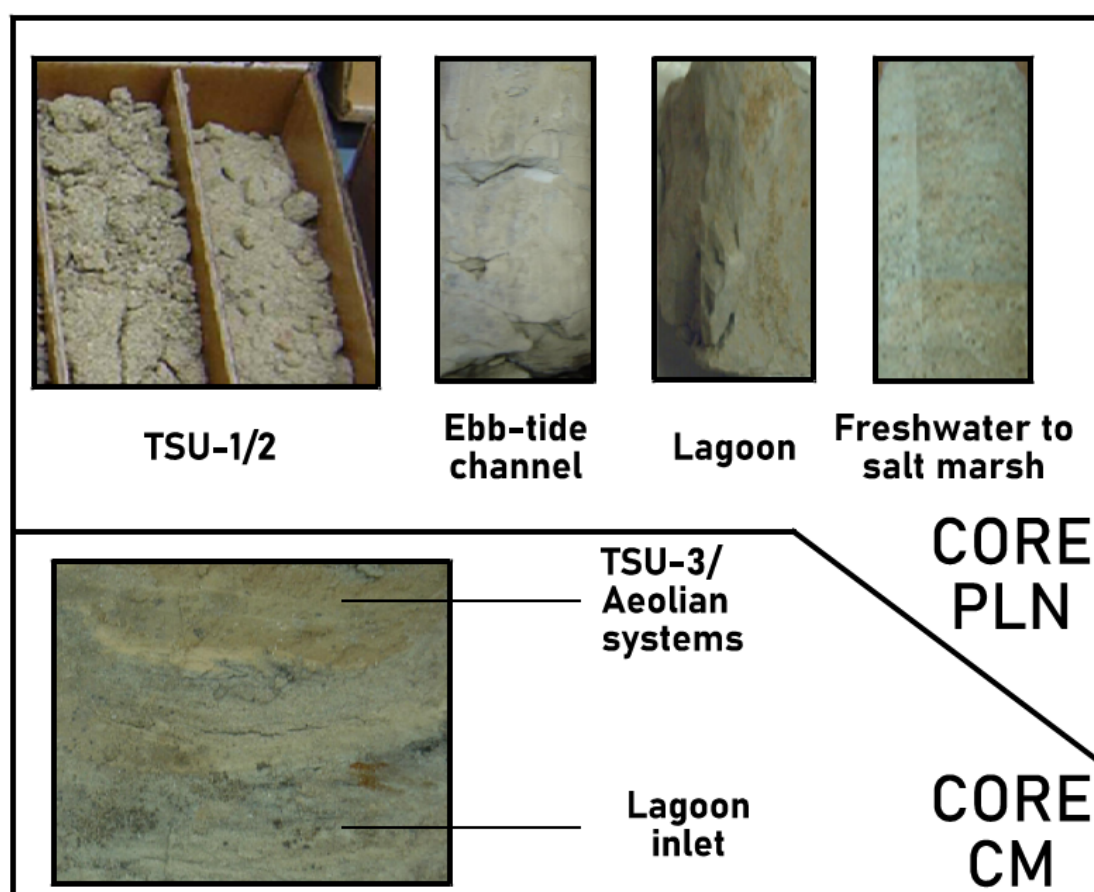 TSU-1/2
Ebb-tide
channel
Lagoon
Freshwater to
salt marsh
CORE
PLN
TSU-3/
Aeolian
systems
Lagoon
inlet
CORE
CM